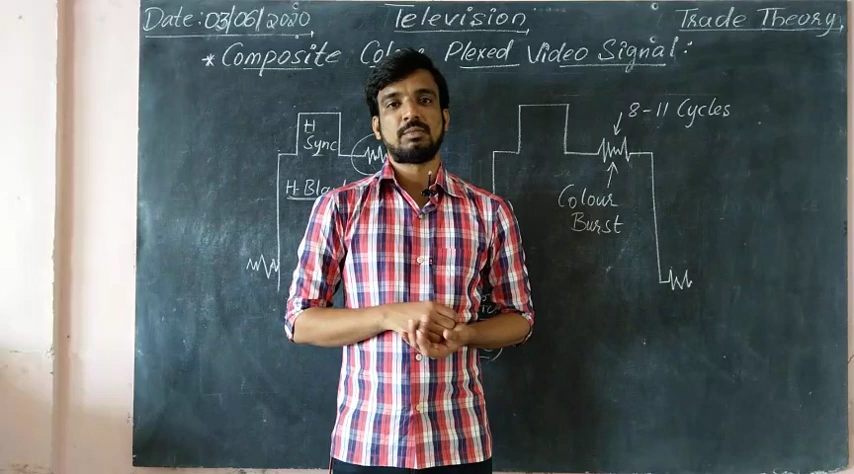 Date: 03/06/2020 Television Trade Theory
* Composite Plexed Video Signal:
H Sync
8-11 Cycles
H
Colour
Burst